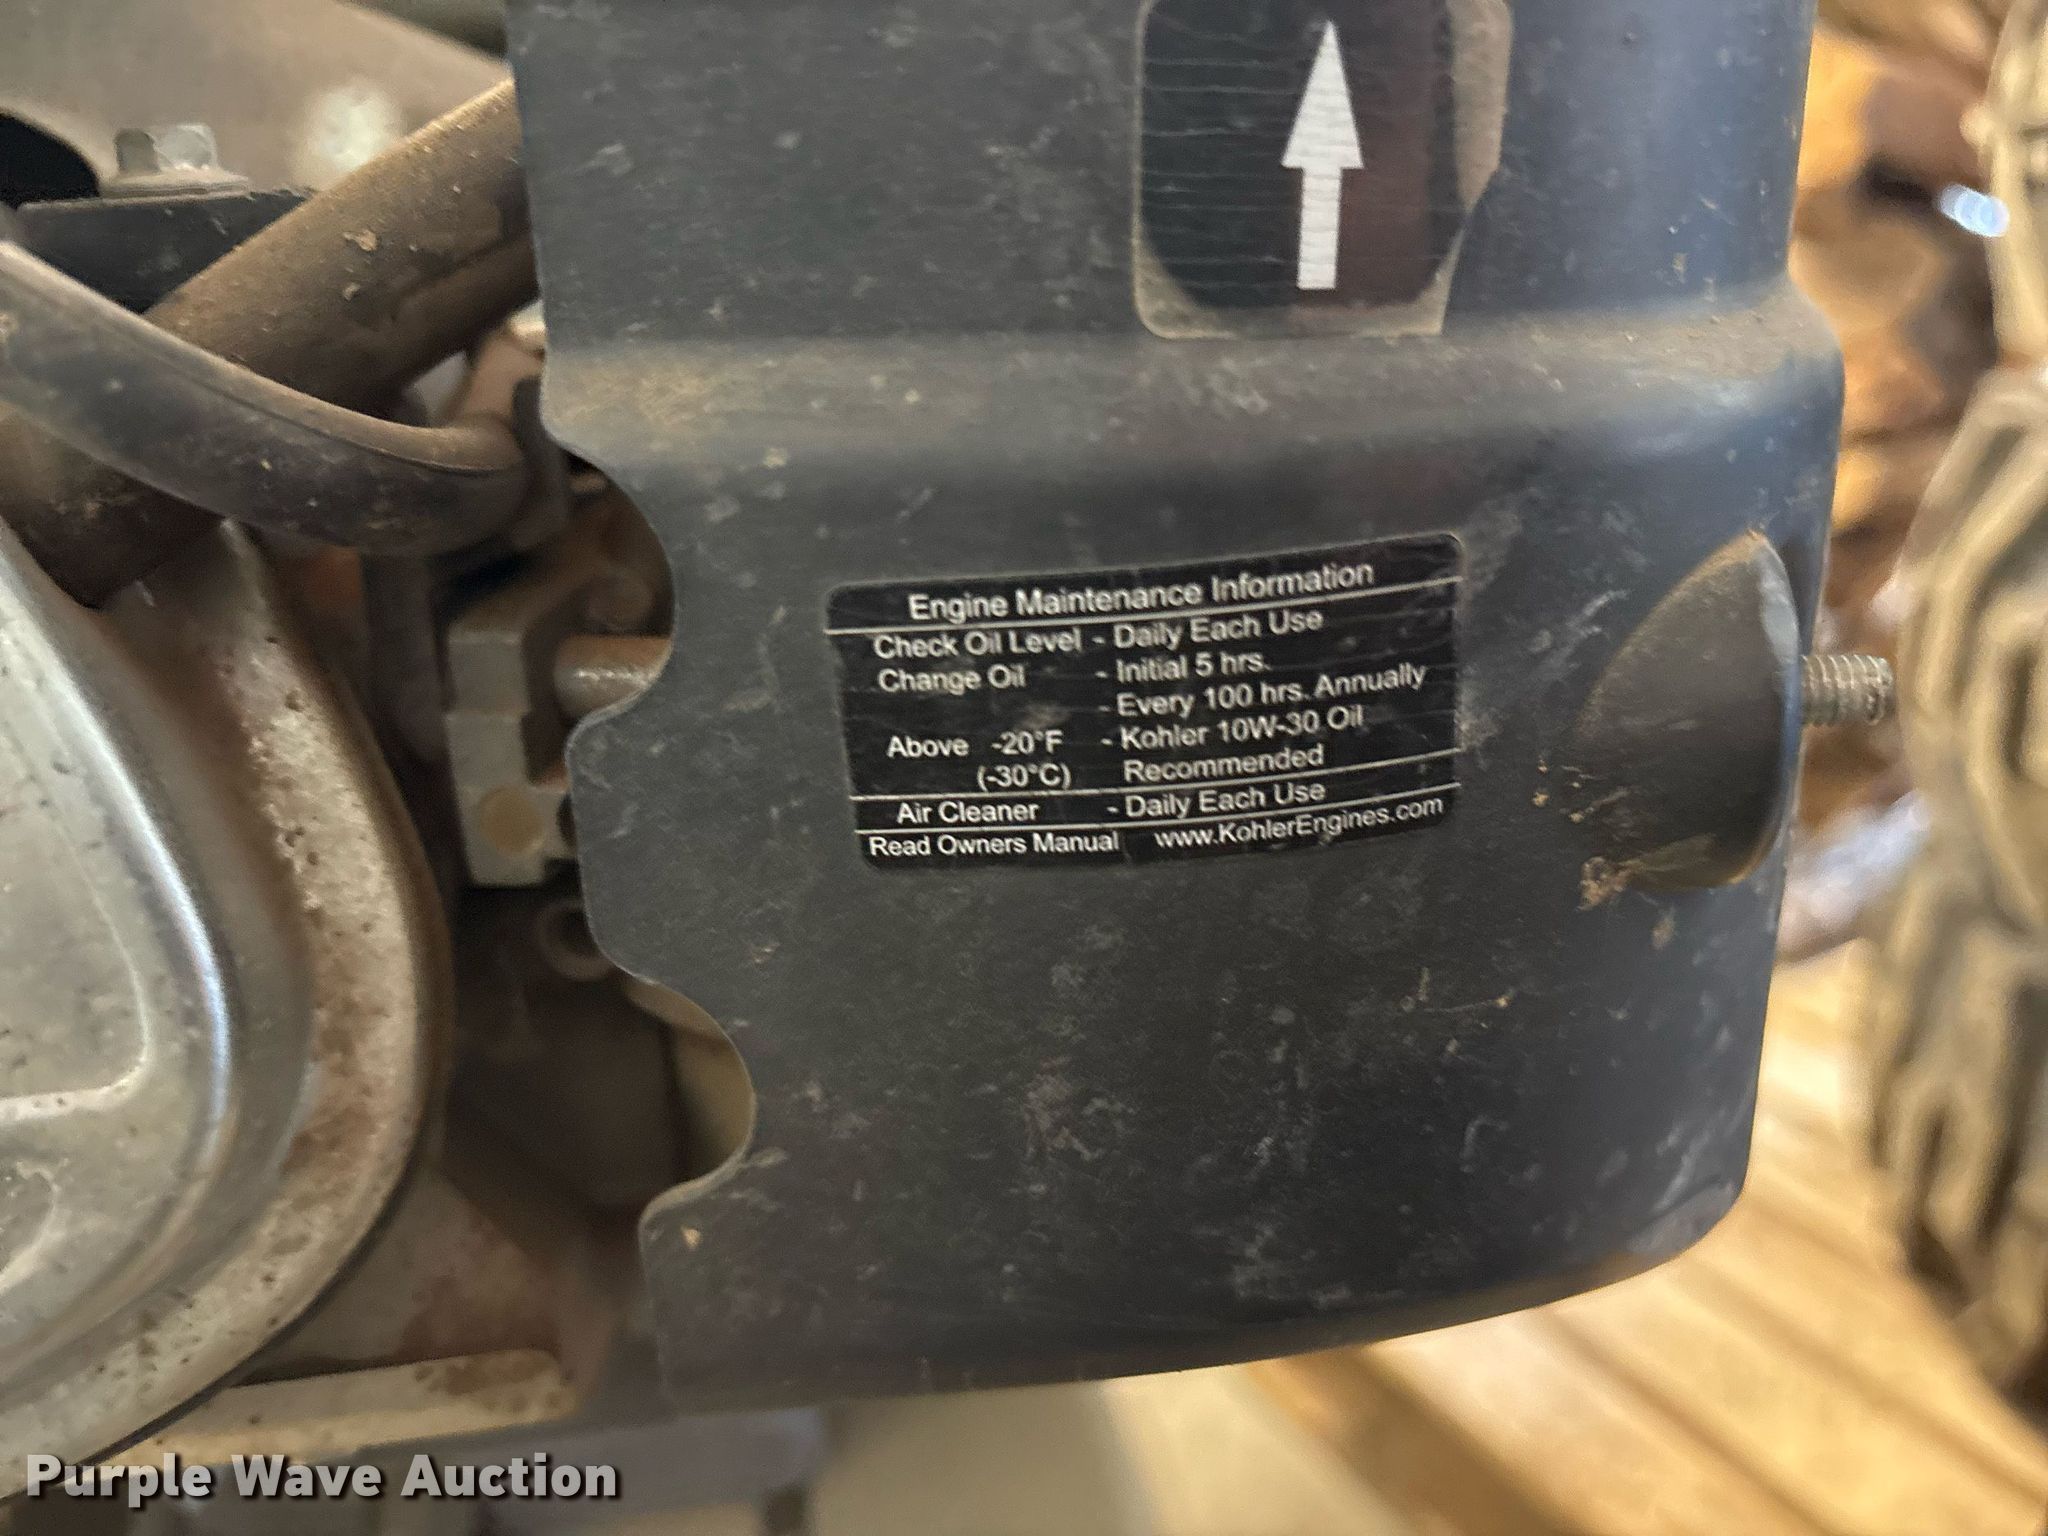 Engine Maintenance Information
Check Oil Level - Daily Each Use
Change Oil - Initial 5 hrs.
- Every 100 hrs. Annually
Above -20°F - Kohler 10W-30 Oil
(-30°C) Recommended
Air Cleaner - Daily Each Use
Read Owners Manual www.KohlerEngines.com
Purple Wave Auction